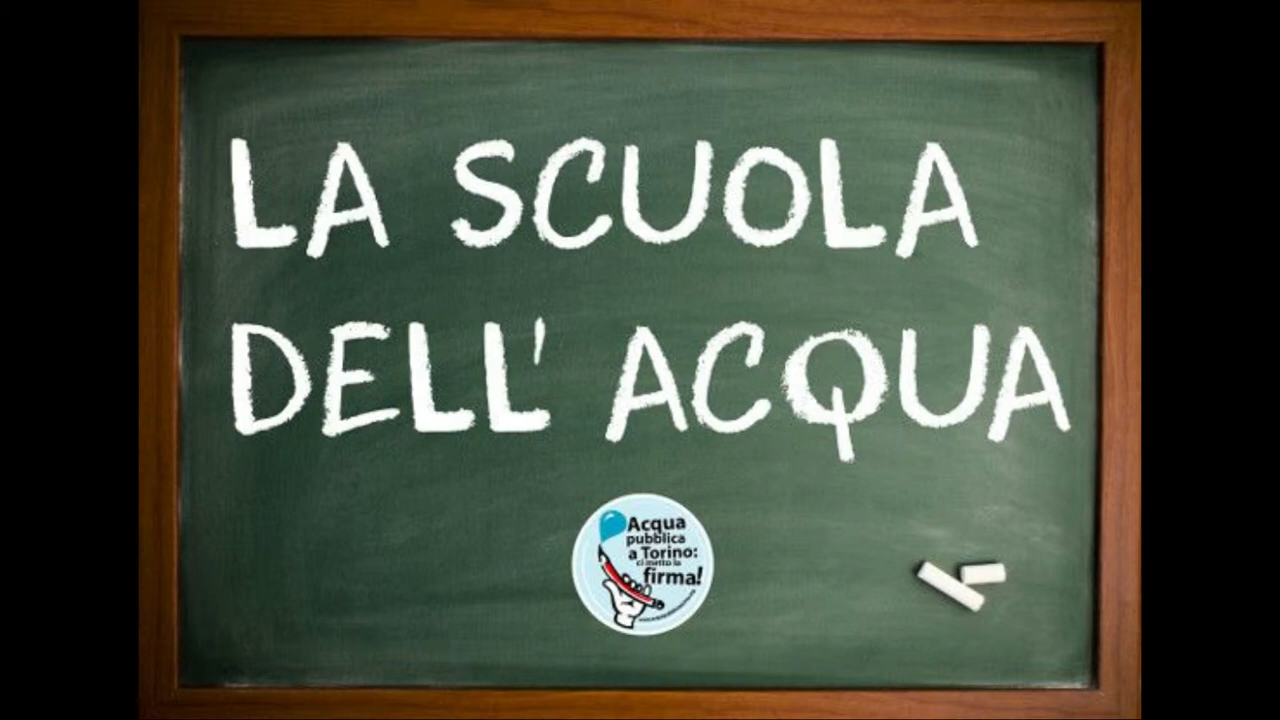 LA SCUOLA
DELL' ACQUA
Acqua
pubblica
a Torino:
ci metto la
firma!